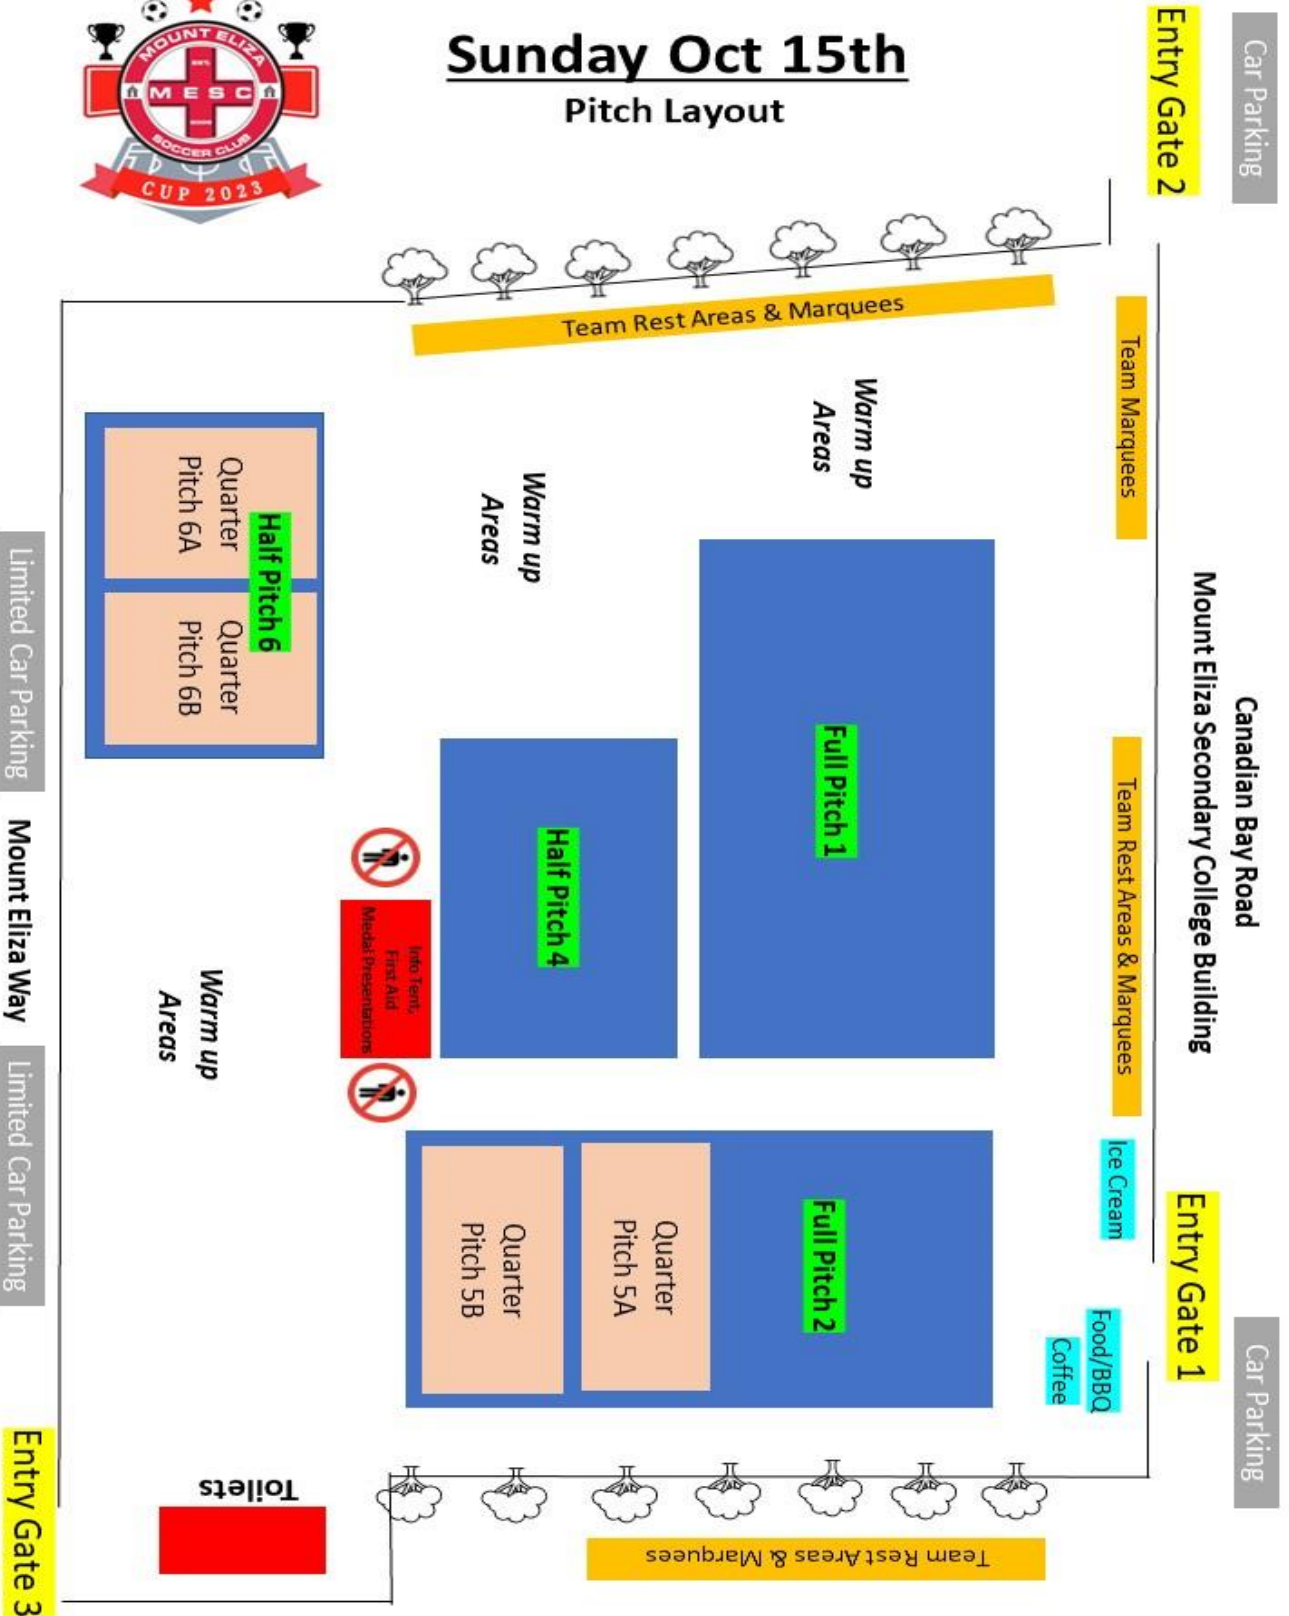 MOUNT ELIZA
MESC
SOCCER CLUB
CUP 2023
Sunday Oct 15th
Pitch Layout
Entry Gate 2
Car Parking
Team Rest Areas & Marquees
Team Marquees
Warm up
Areas
Warm up
Areas
Quarter
Pitch 6A
Half Pitch 6
Quarter
Pitch 6B
Full Pitch 1
Half Pitch 4
Canadian Bay Road
Mount Eliza Secondary College Building
Team Rest Areas & Marquees
Limited Car Parking
Mount Eliza Way
Limited Car Parking
Info Tent,
First Aid
Medal Presentations
Warm up
Areas
Ice Cream
Entry Gate 1
Full Pitch 2
Quarter
Pitch 5A
Quarter
Pitch 5B
Food/BBQ
Coffee
Car Parking
Toilets
Team Rest Areas & Marquees
Entry Gate 3